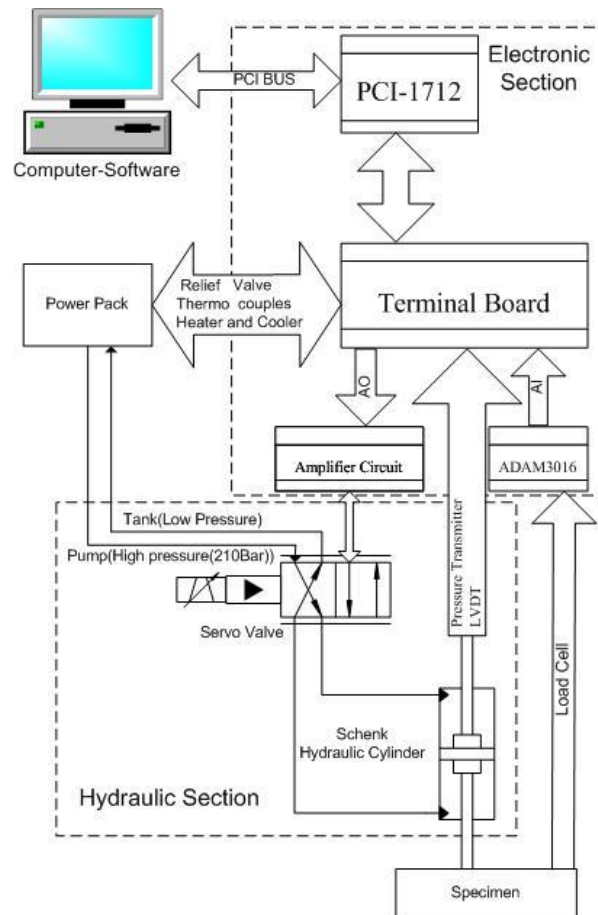 Electronic
Section
PCI BUS
PCI-1712
Computer-Software
Power Pack
Relief Valve
Thermo couples
Heater and Cooler
Terminal Board
AO
AI
Amplifier Circuit
ADAM3016
Tank(Low Pressure)
Pump(High pressure(210Bar))
Servo Valve
Pressure Transmitter
LVDT
Load Cell
Schenk
Hydraulic Cylinder
Hydraulic Section
Specimen